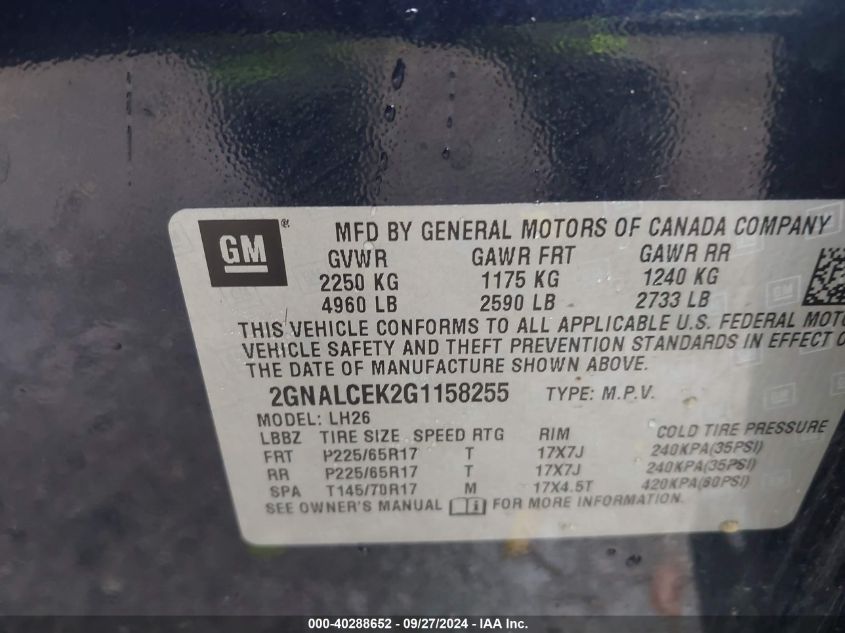 GM ® MFD BY GENERAL MOTORS OF CANADA COMPANY
GVWR GAWR FRT GAWR RR
2250 KG 1175 KG 1240 KG
4960 LB 2590 LB 2733 LB
THIS VEHICLE CONFORMS TO ALL APPLICABLE U.S. FEDERAL MOTO
VEHICLE SAFETY AND THEFT PREVENTION STANDARDS IN EFFECT O
THE DATE OF MANUFACTURE SHOWN ABOVE.
2GNALCEK2G1158255 TYPE: M.P.V.
MODEL: LH26
LBBZ TIRE SIZE SPEED RTG RIM COLD TIRE PRESSURE
FRT P225/65R17 T 17X7J 240KPA(35PSI)
RR P225/65R17 T 17X7J 240KPA(35PSI)
SPA T145/70R17 M 17X4.5T 420KPA(60PSI)
SEE OWNER'S MANUAL FOR MORE INFORMATION.
000-40288652 - 09/27/2024 - IAA Inc.